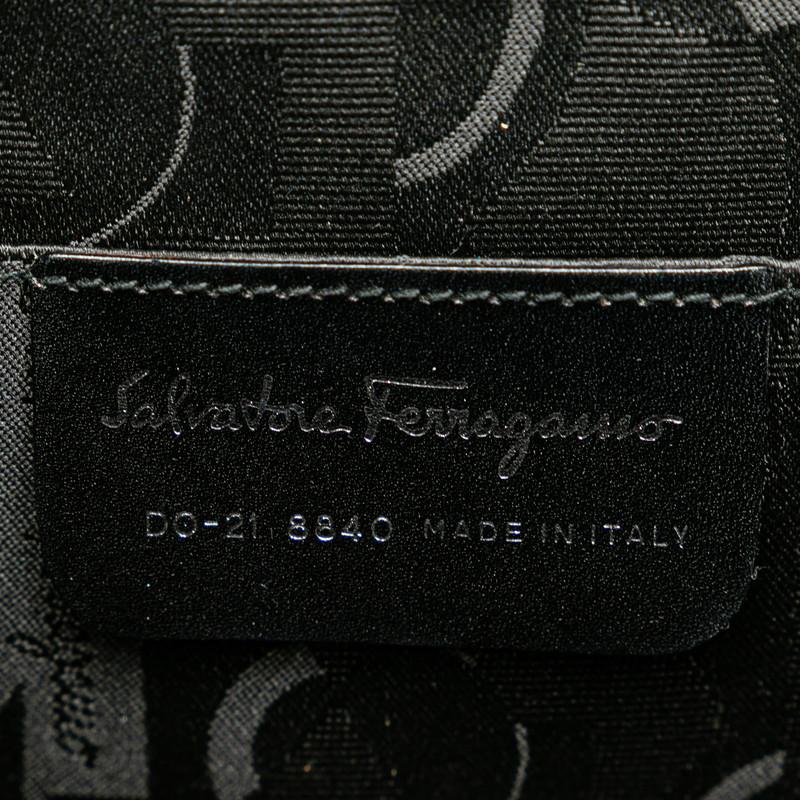 Salvatore Ferragamo
DO-21 8840 MADE IN ITALY